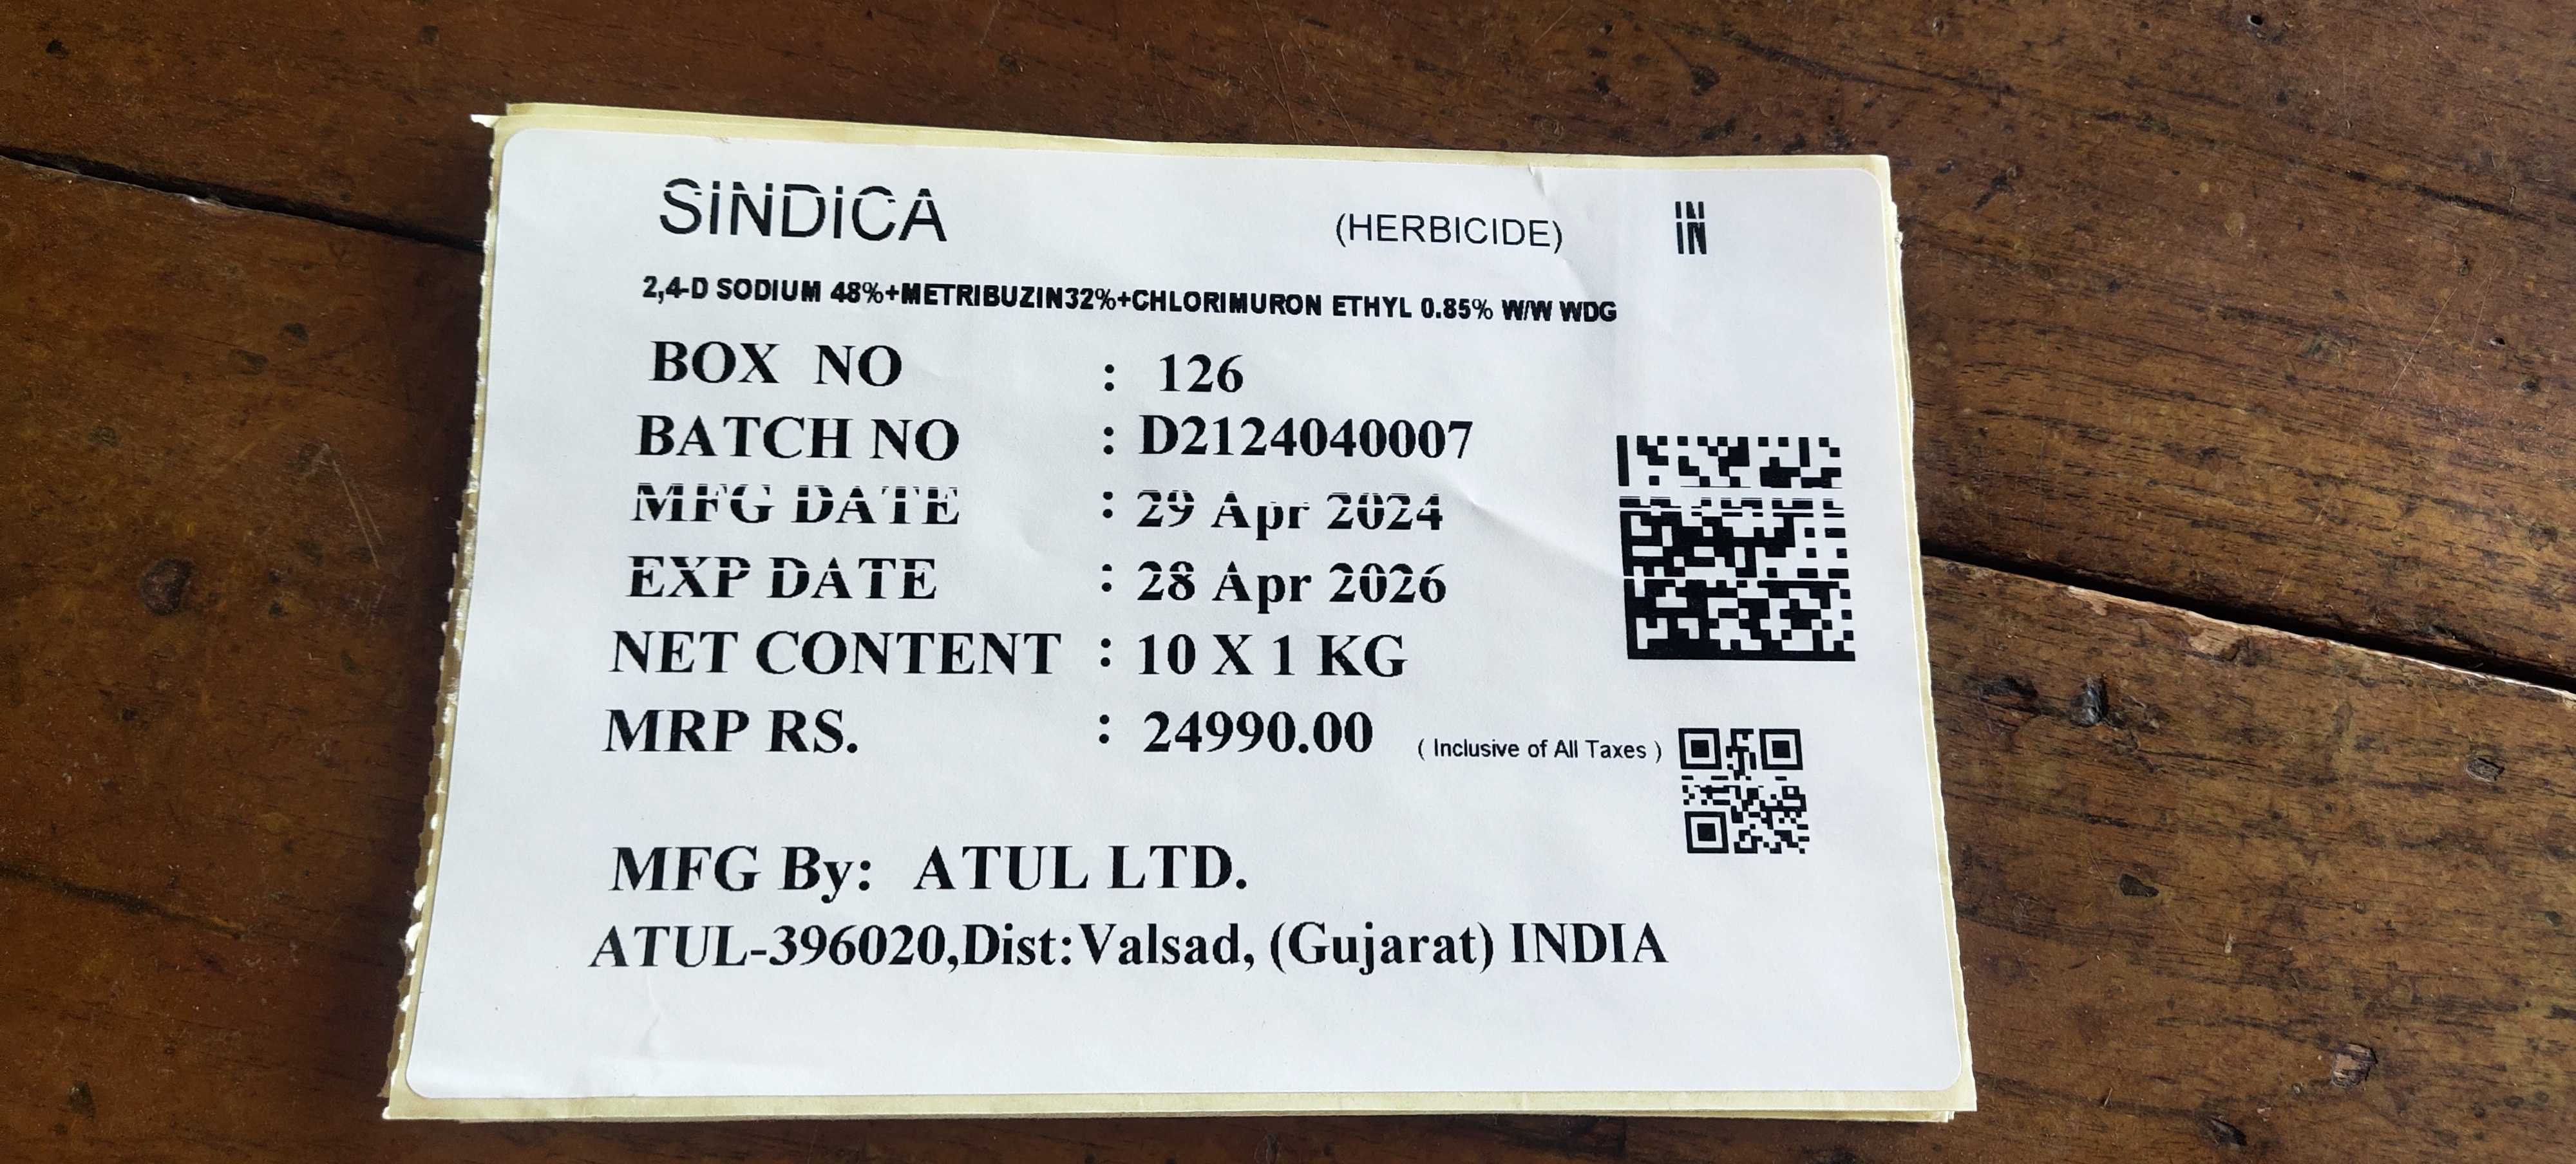 SINDICA (HERBICIDE) IN
2,4-D SODIUM 48%+METRIBUZIN32%+CHLORIMURON ETHYL 0.85% W/W WDG
BOX NO : 126
BATCH NO : D2124040007
MFG DATE : 29 Apr 2024
EXP DATE : 28 Apr 2026
NET CONTENT : 10 X 1 KG
MRP RS. : 24990.00 ( Inclusive of All Taxes )
MFG By: ATUL LTD.
ATUL-396020,Dist:Valsad, (Gujarat) INDIA